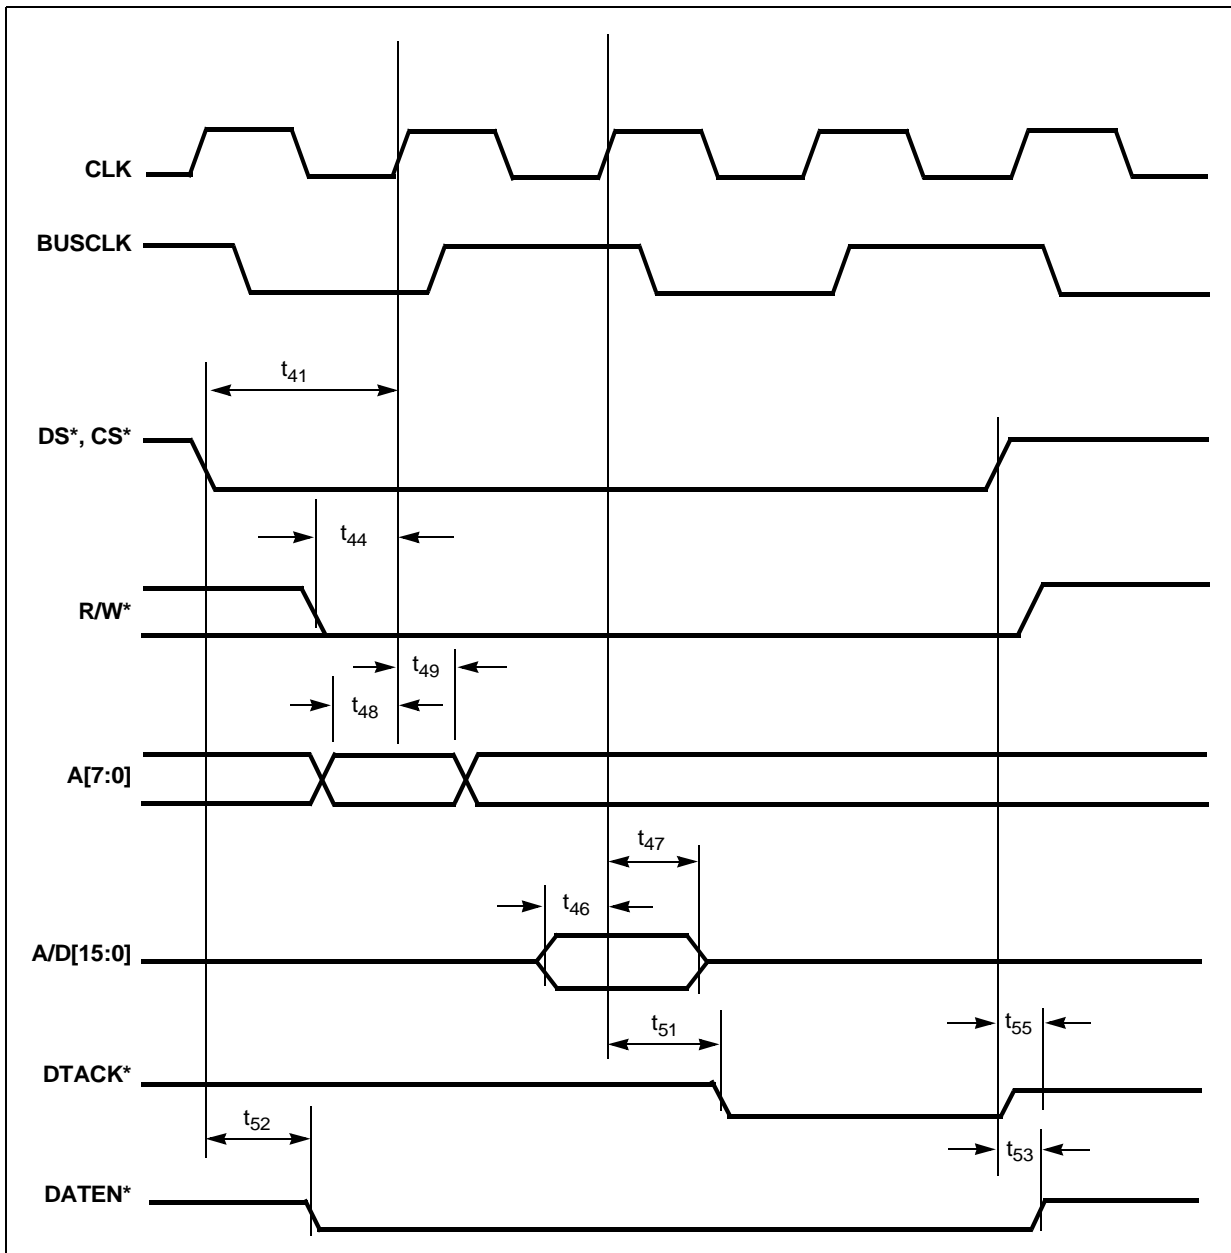 CLK
BUSCLK
t41
DS*, CS*
t44
R/W*
t49
t48
A[7:0]
t47
t46
A/D[15:0]
t51
t55
DTACK*
t52
t53
DATEN*